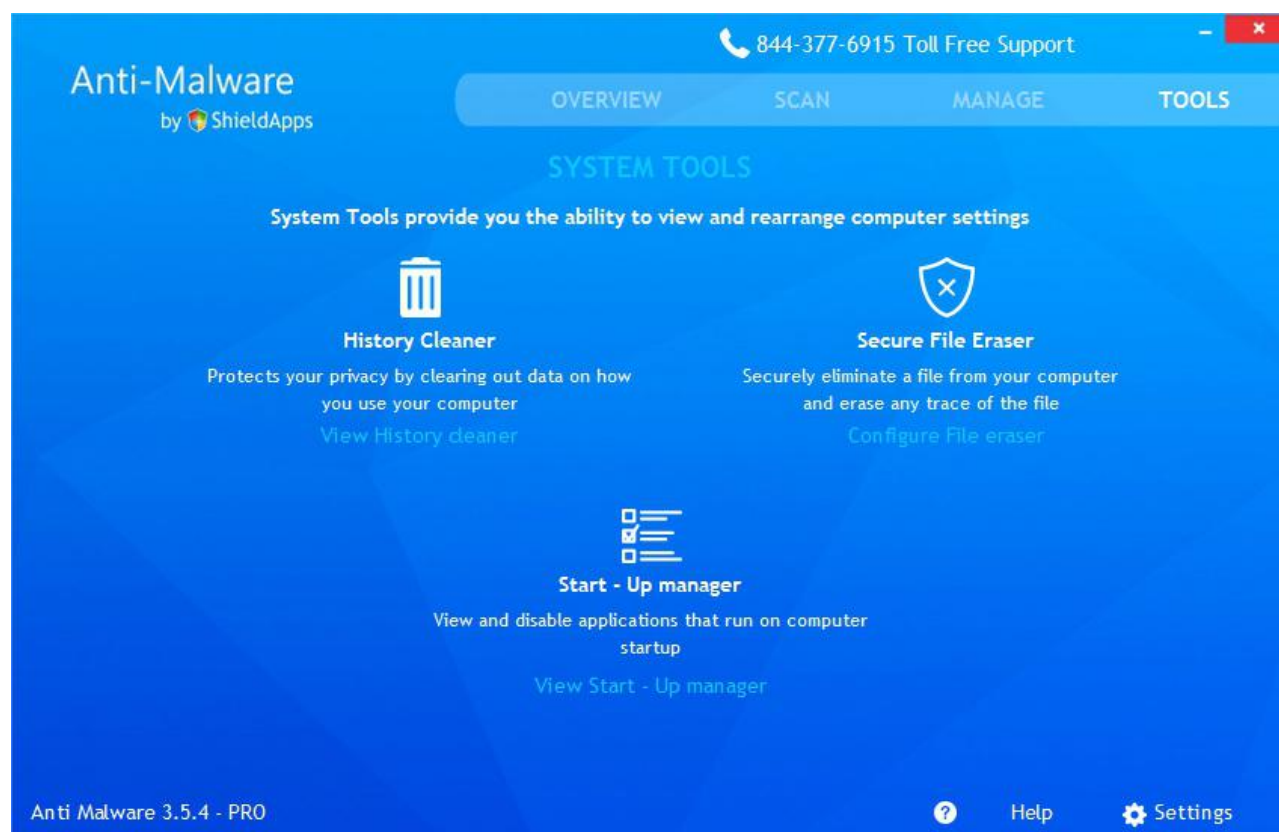 844-377-6915 Toll Free Support
Anti-Malware
by ShieldApps
OVERVIEW SCAN MANAGE TOOLS
SYSTEM TOOLS
System Tools provide you the ability to view and rearrange computer settings
History Cleaner
Protects your privacy by clearing out data on how
you use your computer
View History cleaner
Secure File Eraser
Securely eliminate a file from your computer
and erase any trace of the file
Configure File eraser
Start - Up manager
View and disable applications that run on computer
startup
View Start - Up manager
Anti Malware 3.5.4 - PRO
? Help Settings